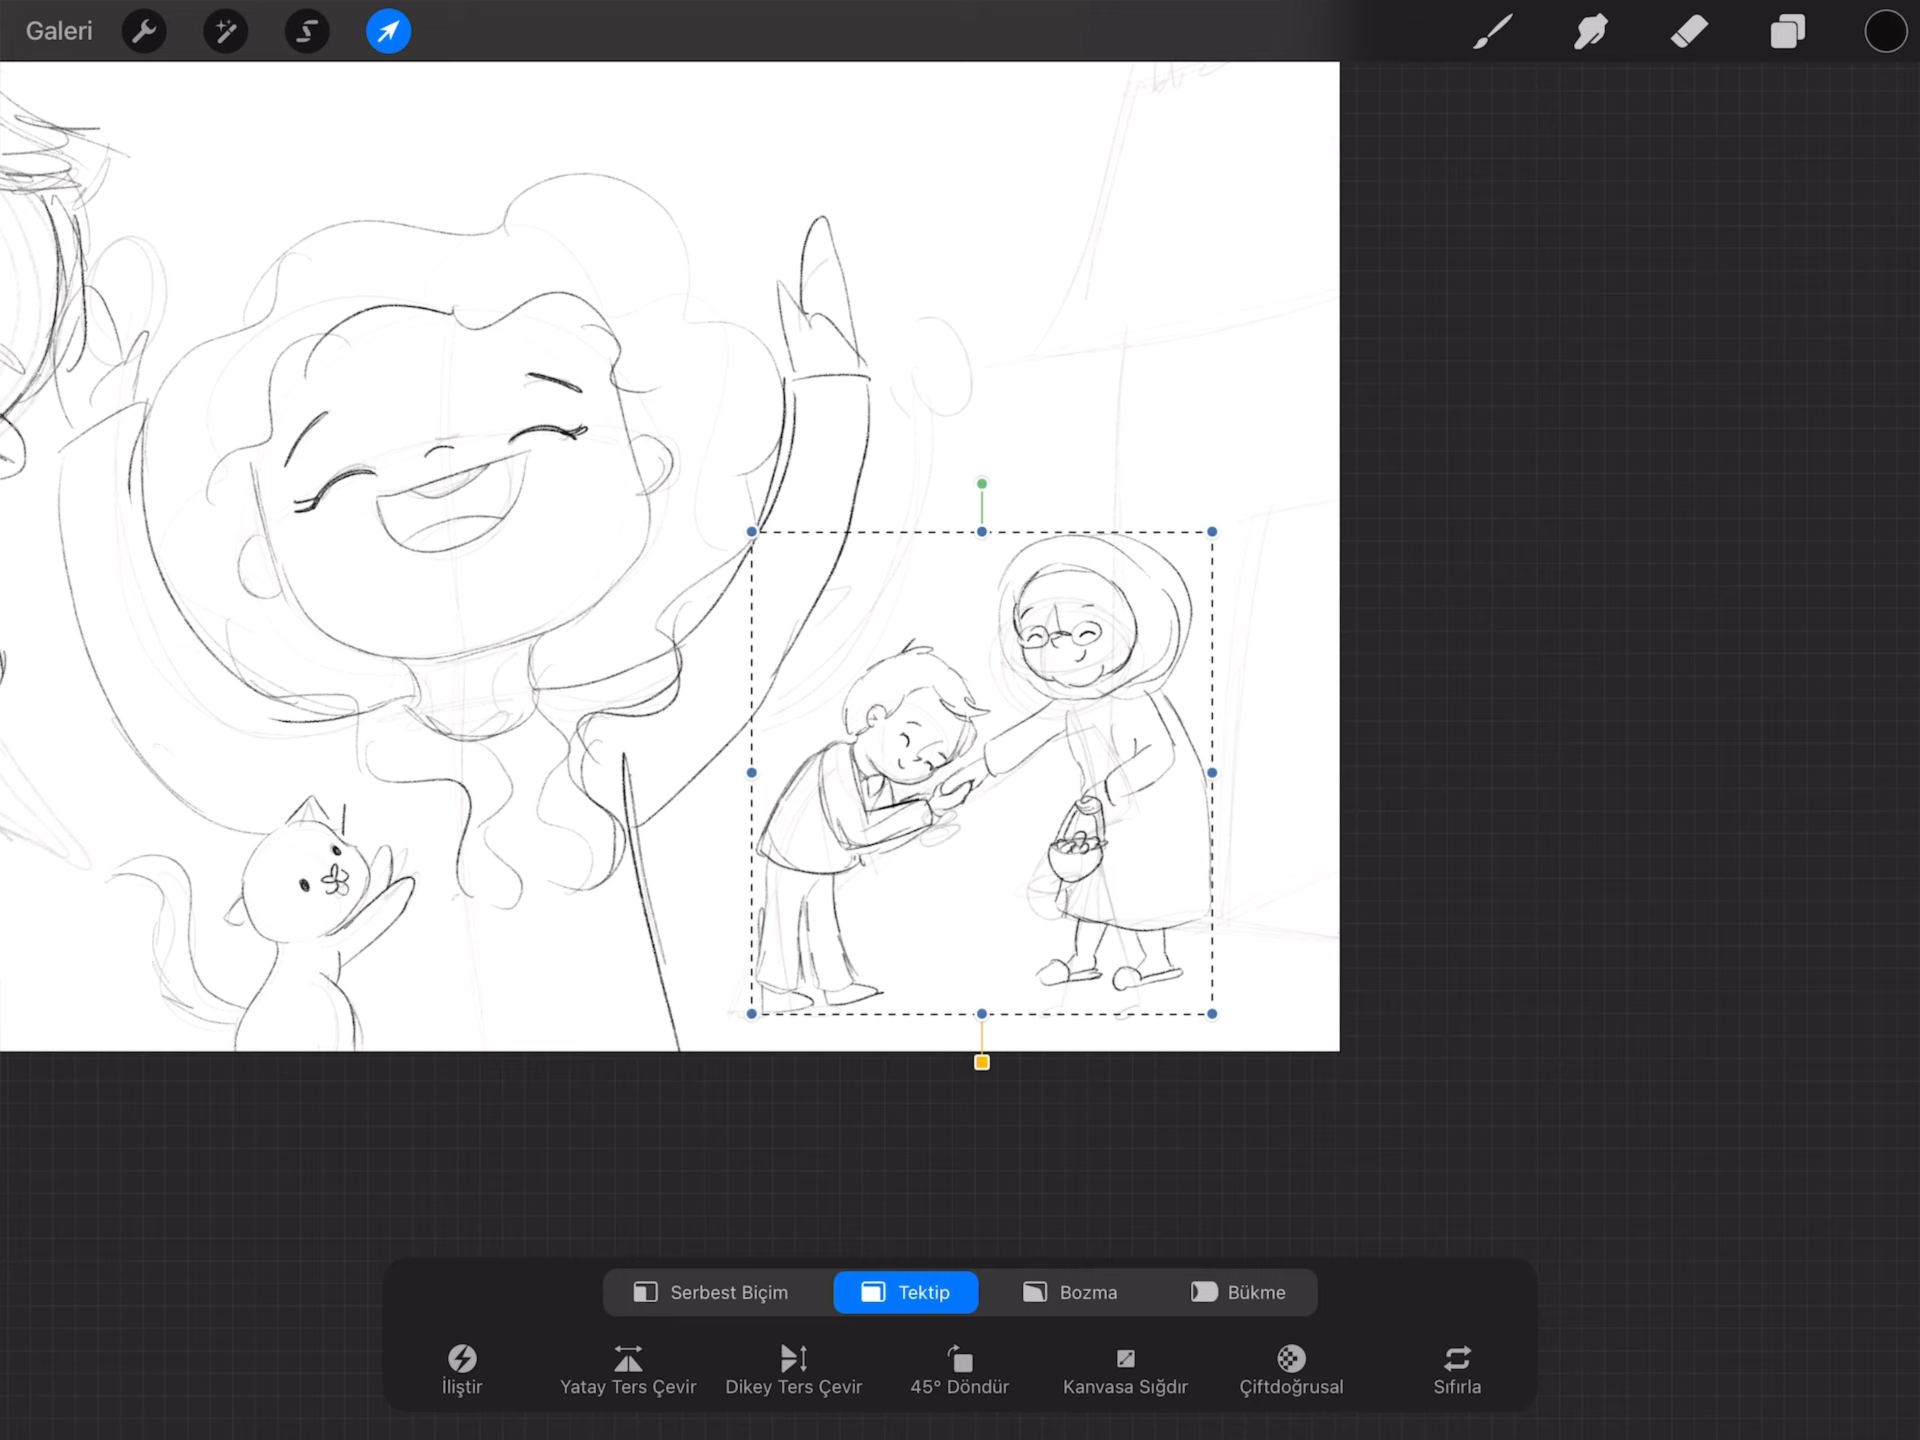 Galeri
Serbest Biçim Tektip Bozma Bükme
İliştir Yatay Ters Çevir Dikey Ters Çevir 45° Döndür Kanvasa Sığdır Çiftdoğrusal Sıfırla